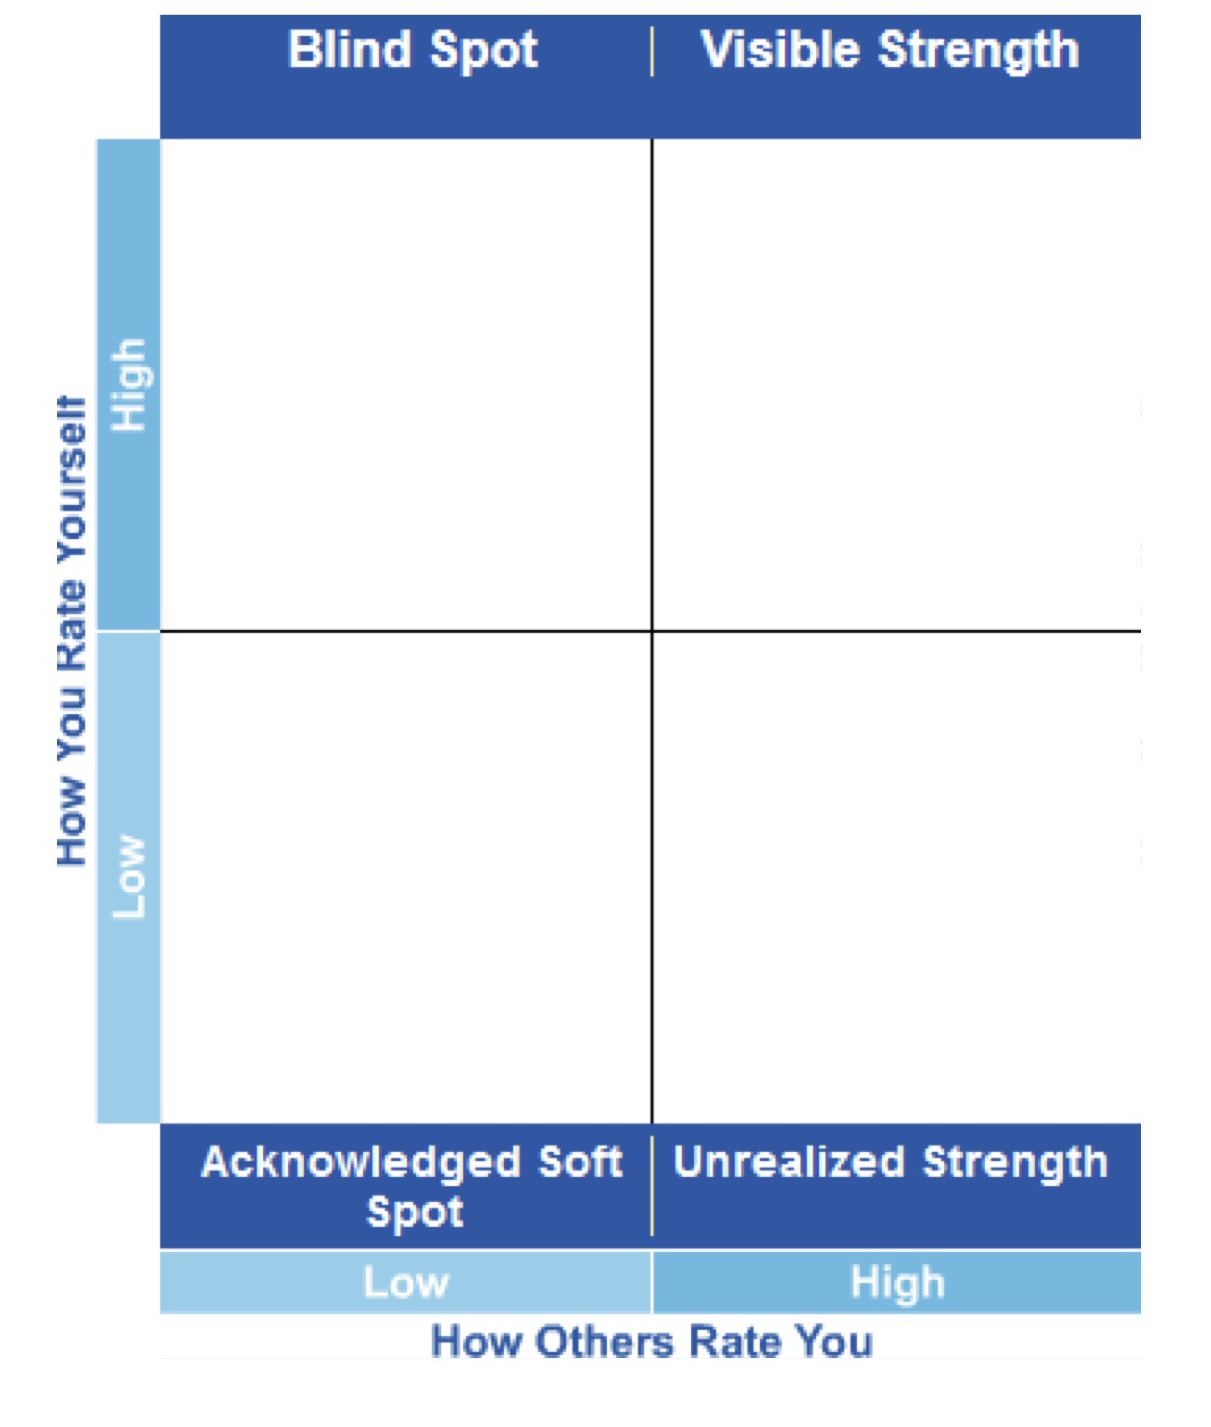 Blind Spot
Visible Strength
How You Rate Yourself
High
Low
Acknowledged Soft
Spot
Unrealized Strength
Low
High
How Others Rate You